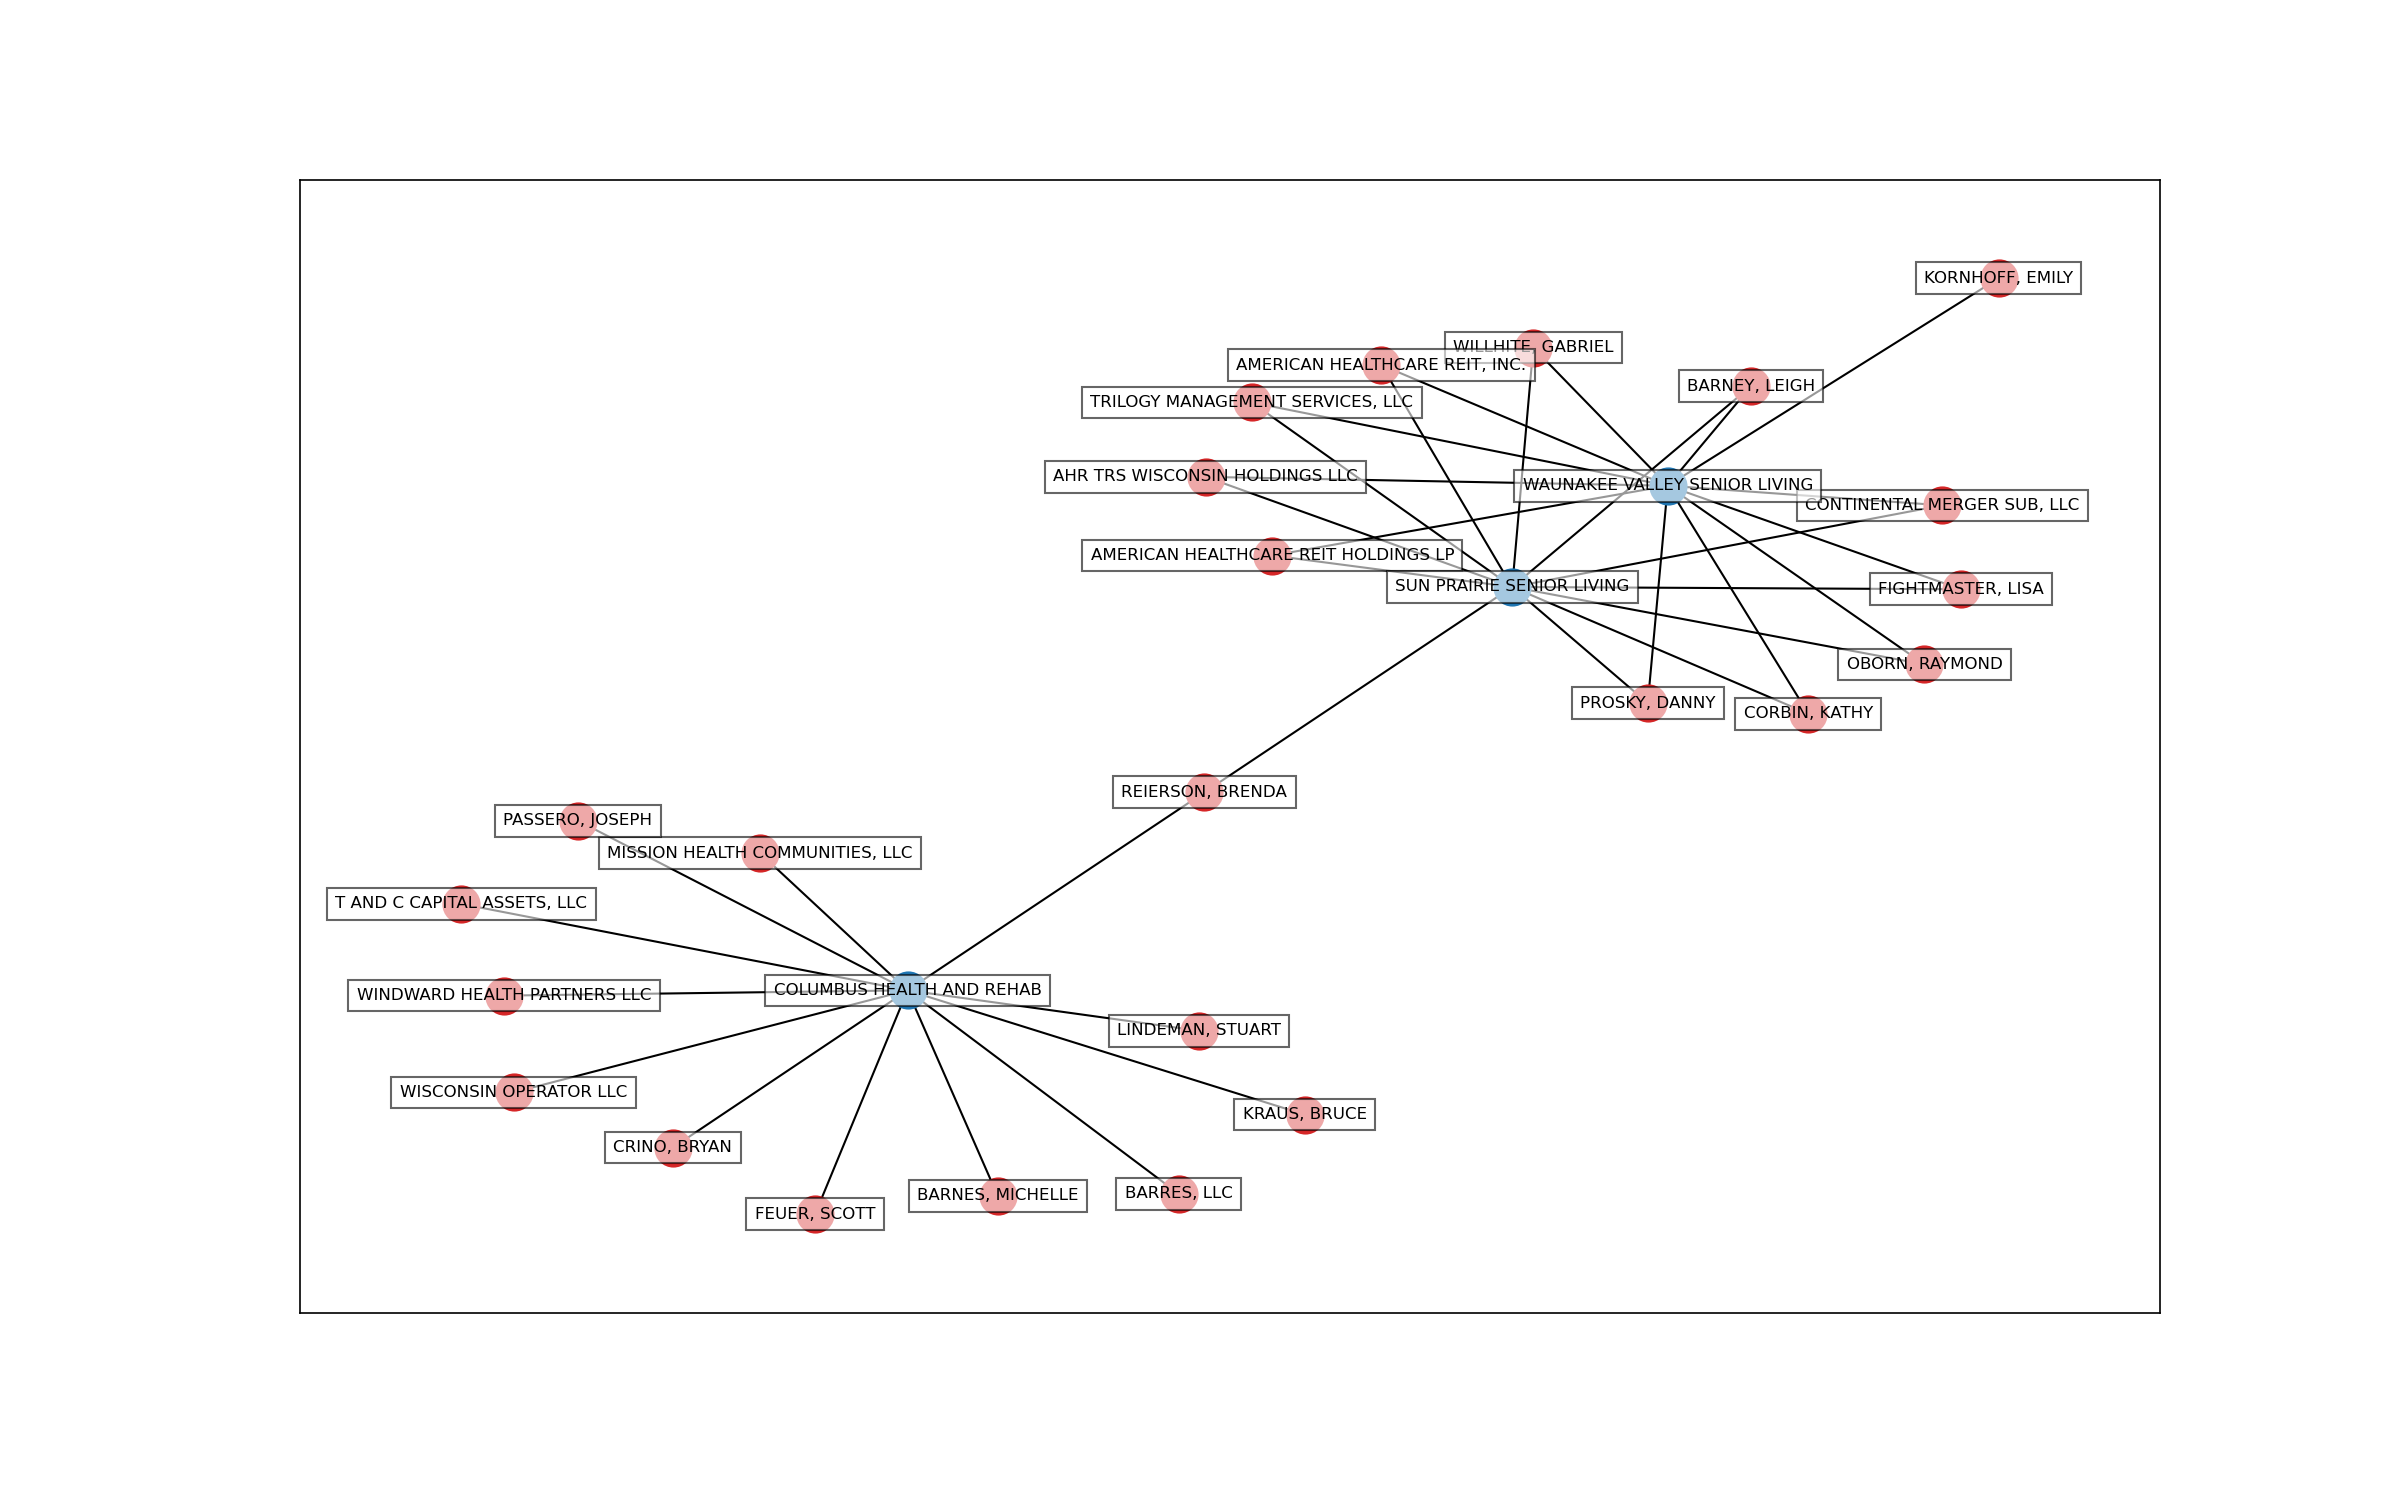 KORNHOFF, EMILY
WILLHITE, GABRIEL
AMERICAN HEALTHCARE REIT, INC.
BARNEY, LEIGH
TRILOGY MANAGEMENT SERVICES, LLC
AHR TRS WISCONSIN HOLDINGS LLC
WAUNAKEE VALLEY SENIOR LIVING
CONTINENTAL MERGER SUB, LLC
AMERICAN HEALTHCARE REIT HOLDINGS LP
SUN PRAIRIE SENIOR LIVING
FIGHTMASTER, LISA
OBORN, RAYMOND
PROSKY, DANNY
CORBIN, KATHY
REIERSON, BRENDA
PASSERO, JOSEPH
MISSION HEALTH COMMUNITIES, LLC
T AND C CAPITAL ASSETS, LLC
WINDWARD HEALTH PARTNERS LLC
COLUMBUS HEALTH AND REHAB
LINDEMAN, STUART
WISCONSIN OPERATOR LLC
KRAUS, BRUCE
CRINO, BRYAN
BARNES, MICHELLE
BARRES, LLC
FEUER, SCOTT